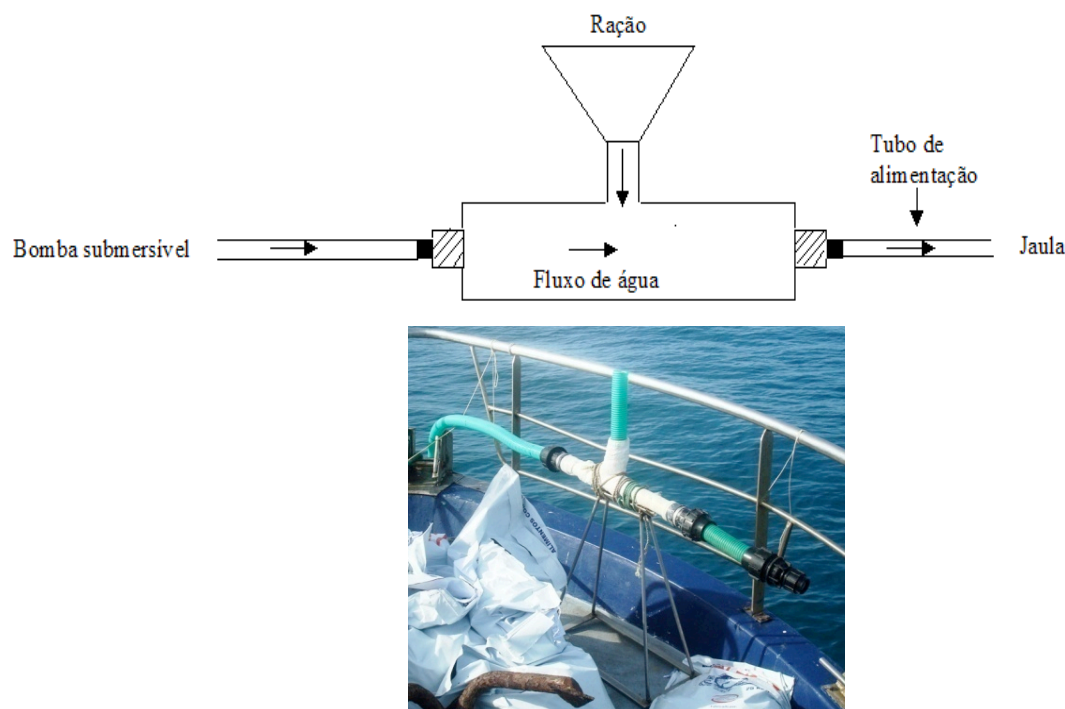 Ração
Tubo de
alimentação
Bomba submersível
Jaula
Fluxo de água